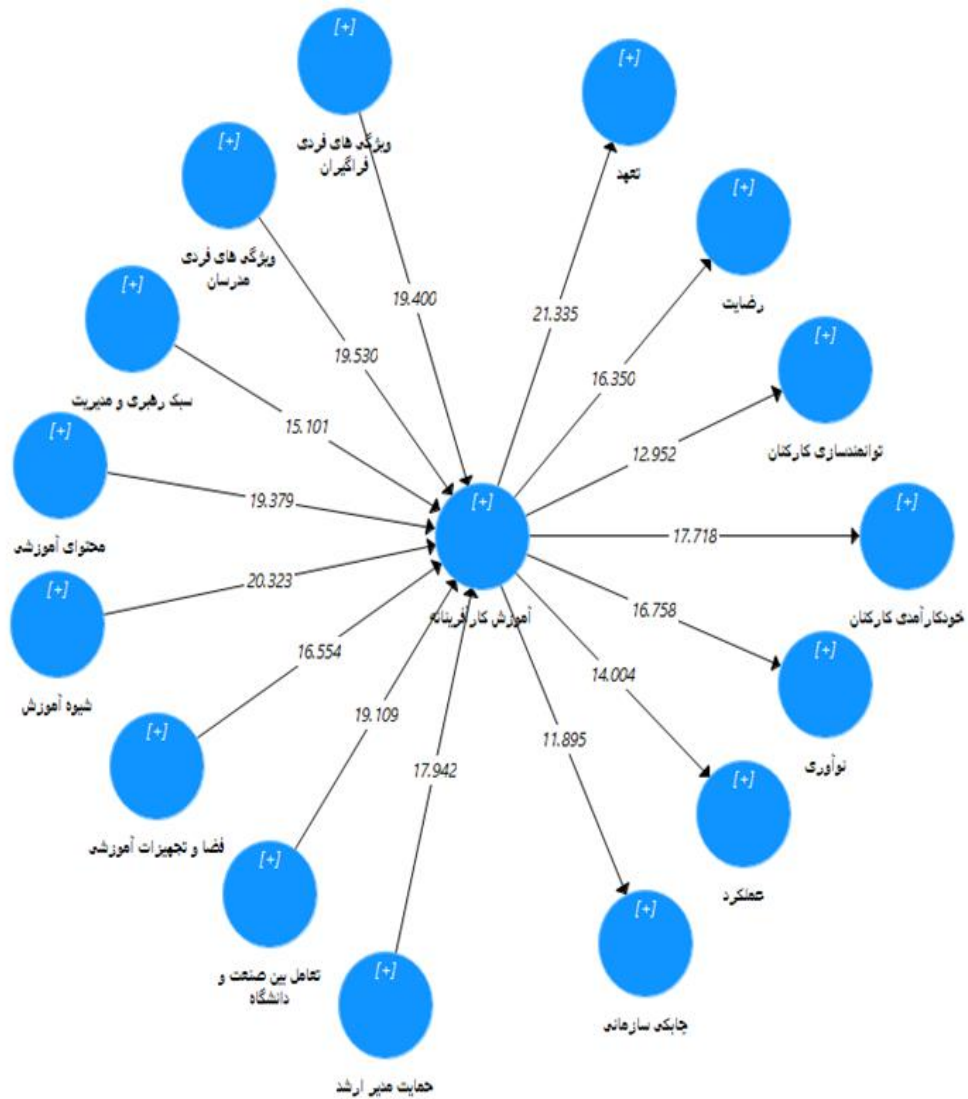 [+]
ویژگی های فردی
فراگیران
19.400
[+]
ویژگی های فردی
مدرسان
19.530
[+]
سبک رهبری و مدیریت
15.101
[+]
محتوای آموزشی
19.379
[+]
شیوه آموزش
20.323
[+]
فضا و تجهیزات آموزشی
16.554
[+]
تعامل بین صنعت و
دانشگاه
19.109
[+]
حمایت مدیر ارشد
17.942
[+]
آموزش کارآفرینانه
[+]
تعهد
21.335
[+]
رضایت
16.350
[+]
توانمندسازی کارکنان
12.952
[+]
خودکارآمدی کارکنان
17.718
[+]
نوآوری
16.758
[+]
عملکرد
14.004
[+]
چابکی سازمانی
11.895